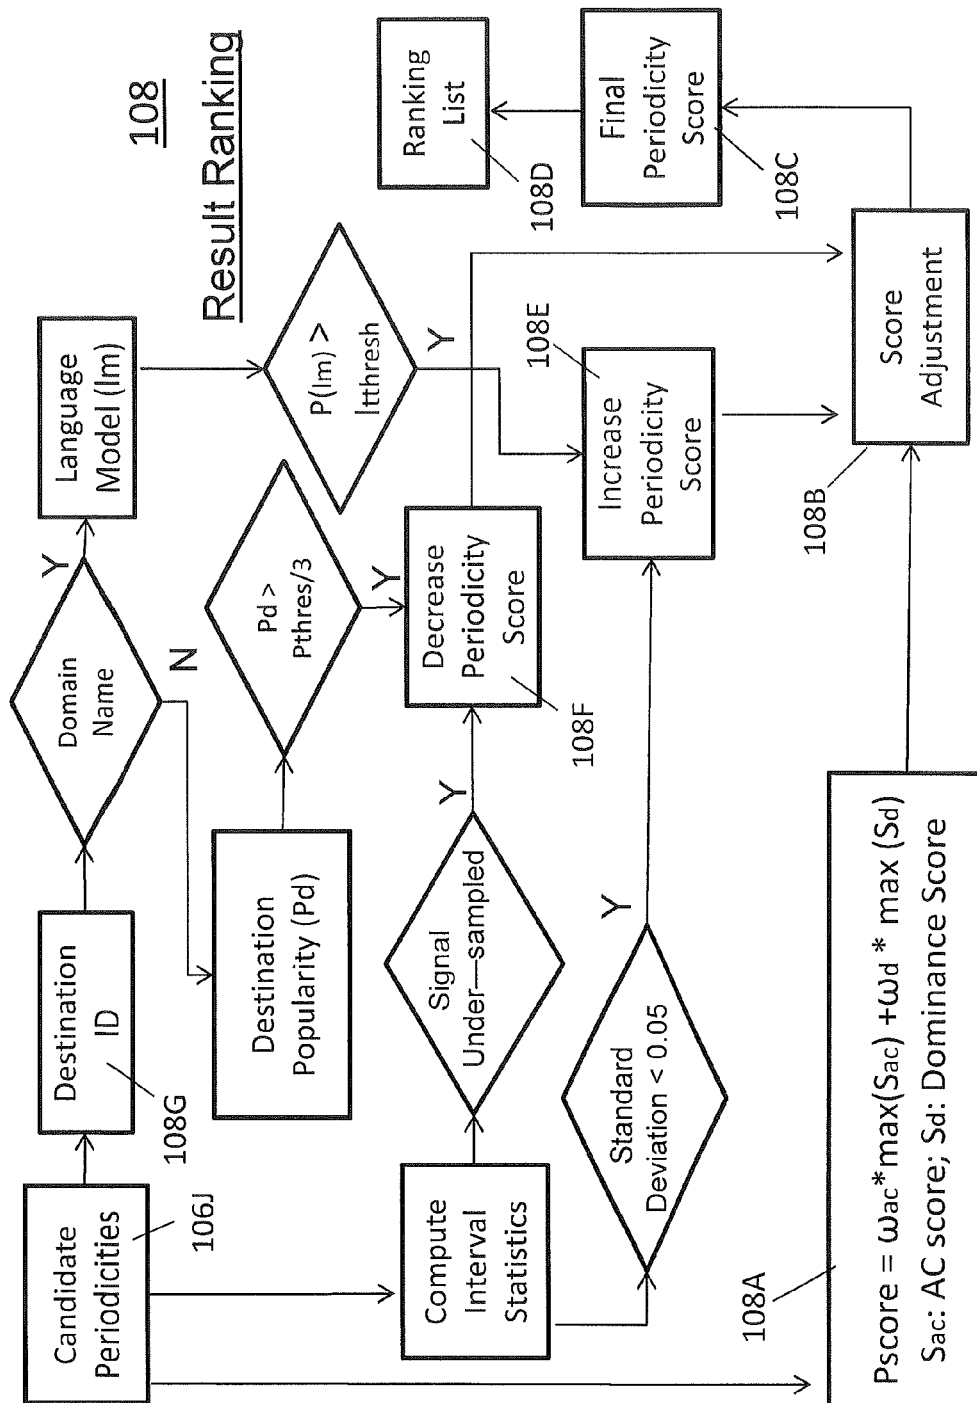 108
Result Ranking
Candidate
Periodicities
106J
Destination
ID
108G
Domain
Name
Y
N
Language
Model (lm)
P(lm) >
ltthresh
Y
Destination
Popularity (Pd)
Pd >
Pthres/3
Y
Compute
Interval
Statistics
Signal
Under—sampled
Y
Decrease
Periodicity
Score
108F
Standard
Deviation < 0.05
Y
Increase
Periodicity
Score
108E
Pscore = ωac*max(Sac) +ωd* max (Sd)
Sac: AC score; Sd: Dominance Score
108A
Score
Adjustment
108B
Final
Periodicity
Score
108C
Ranking
List
108D